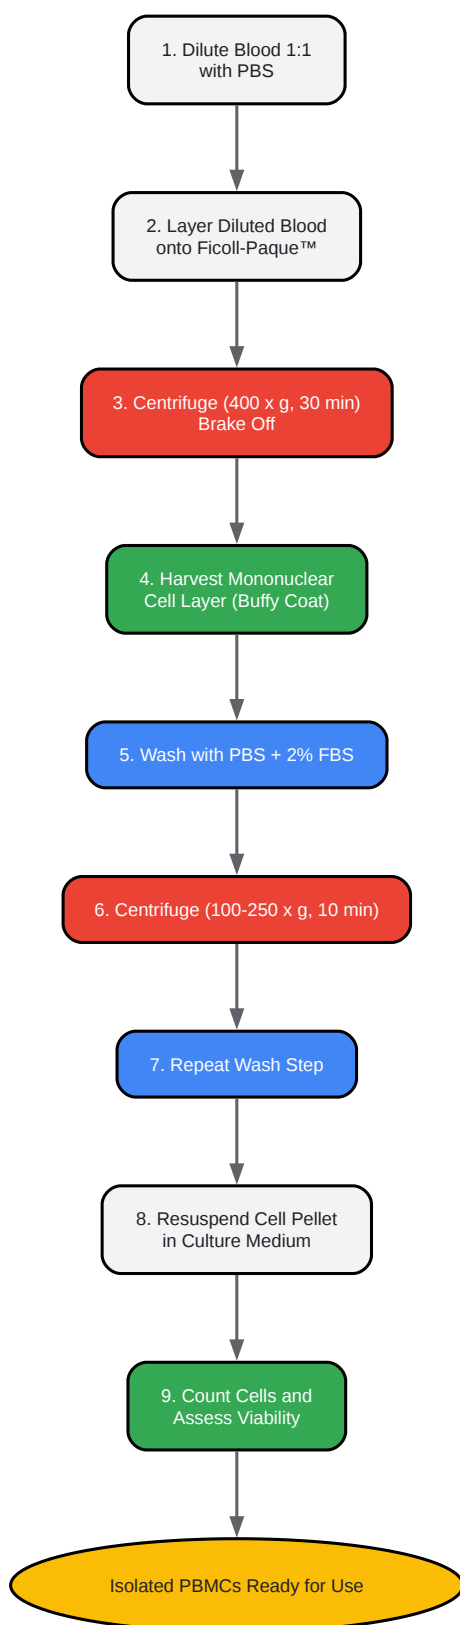 1. Dilute Blood 1:1
with PBS
2. Layer Diluted Blood
onto Ficoll-Paque™
3. Centrifuge (400 x g, 30 min)
Brake Off
4. Harvest Mononuclear
Cell Layer (Buffy Coat)
5. Wash with PBS + 2% FBS
6. Centrifuge (100-250 x g, 10 min)
7. Repeat Wash Step
8. Resuspend Cell Pellet
in Culture Medium
9. Count Cells and
Assess Viability
Isolated PBMCs Ready for Use